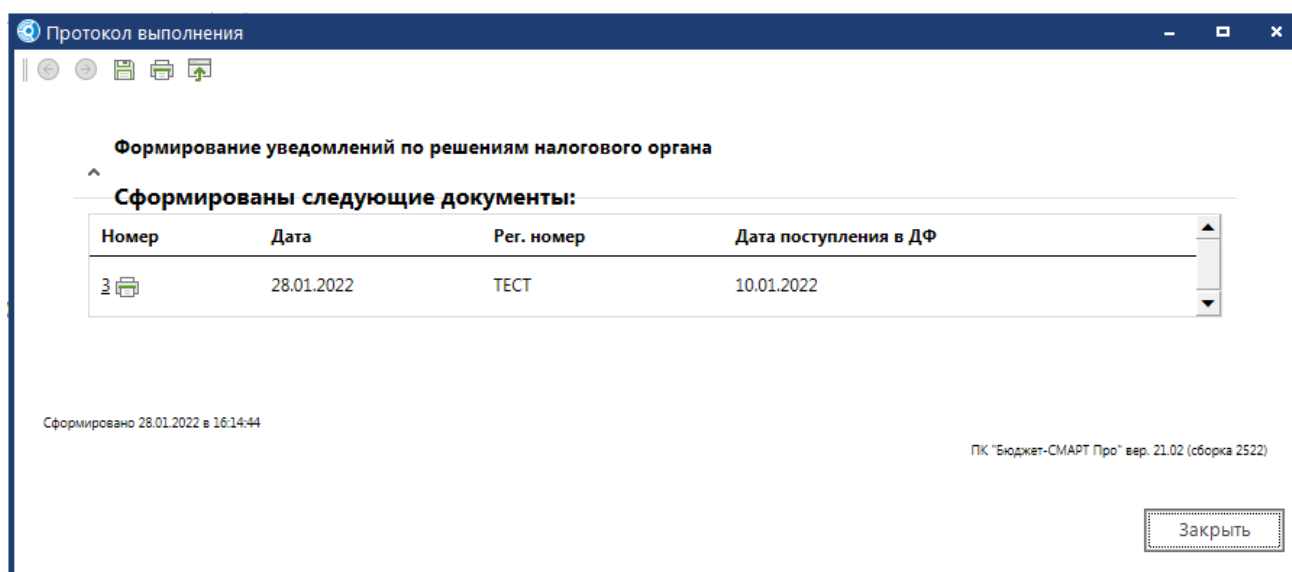 Протокол выполнения
Формирование уведомлений по решениям налогового органа
Сформированы следующие документы:
Номер Дата Рег. номер Дата поступления в ДФ
3 28.01.2022 ТЕСТ 10.01.2022
Сформировано 28.01.2022 в 16:14:44
ПК "Бюджет-СМАРТ Про" вер. 21.02 (сборка 2522)
Закрыть